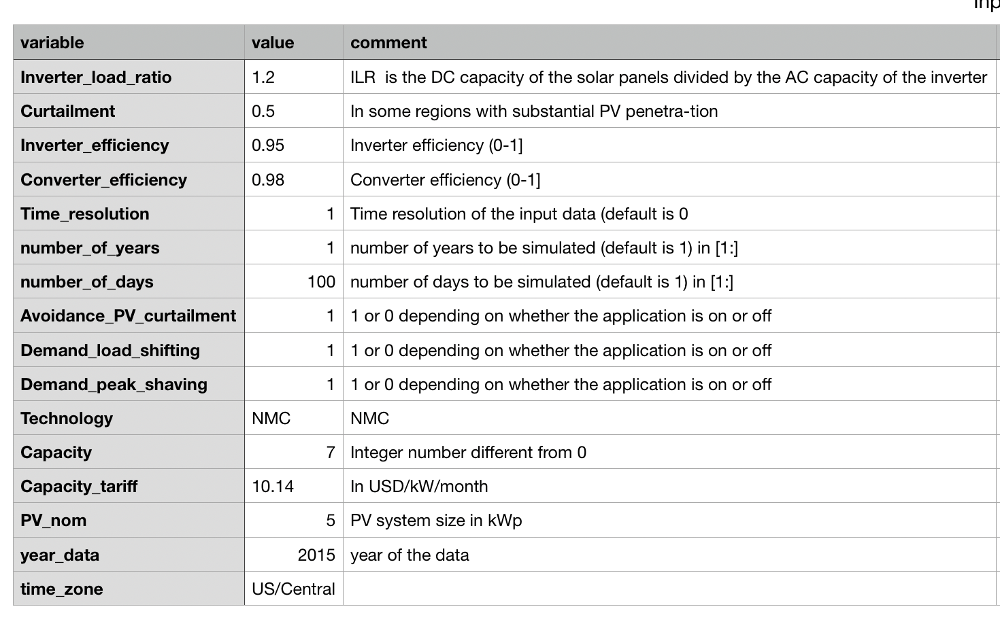 Inp
variable value comment
Inverter_load_ratio 1.2 ILR  is the DC capacity of the solar panels divided by the AC capacity of the inverter
Curtailment 0.5 In some regions with substantial PV penetra-tion
Inverter_efficiency 0.95 Inverter efficiency (0-1]
Converter_efficiency 0.98 Converter efficiency (0-1]
Time_resolution 1 Time resolution of the input data (default is 0
number_of_years 1 number of years to be simulated (default is 1) in [1:]
number_of_days 100 number of days to be simulated (default is 1) in [1:]
Avoidance_PV_curtailment 1 1 or 0 depending on whether the application is on or off
Demand_load_shifting 1 1 or 0 depending on whether the application is on or off
Demand_peak_shaving 1 1 or 0 depending on whether the application is on or off
Technology NMC NMC
Capacity 7 Integer number different from 0
Capacity_tariff 10.14 In USD/kW/month
PV_nom 5 PV system size in kWp
year_data 2015 year of the data
time_zone US/Central